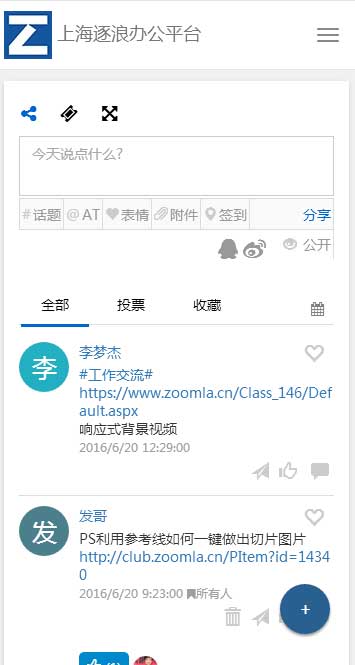 上海逐浪办公平台
今天说点什么?
#话题 @AT 表情 附件 签到 分享
公开
全部 投票 收藏
李
李梦杰
#工作交流#
https://www.zoomla.cn/Class_146/Def
ault.aspx
响应式背景视频
2016/6/20 12:29:00
发
发哥
PS利用参考线如何一键做出切片图片
http://club.zoomla.cn/PItem?id=1434
0
2016/6/20 9:23:00 所有人
+